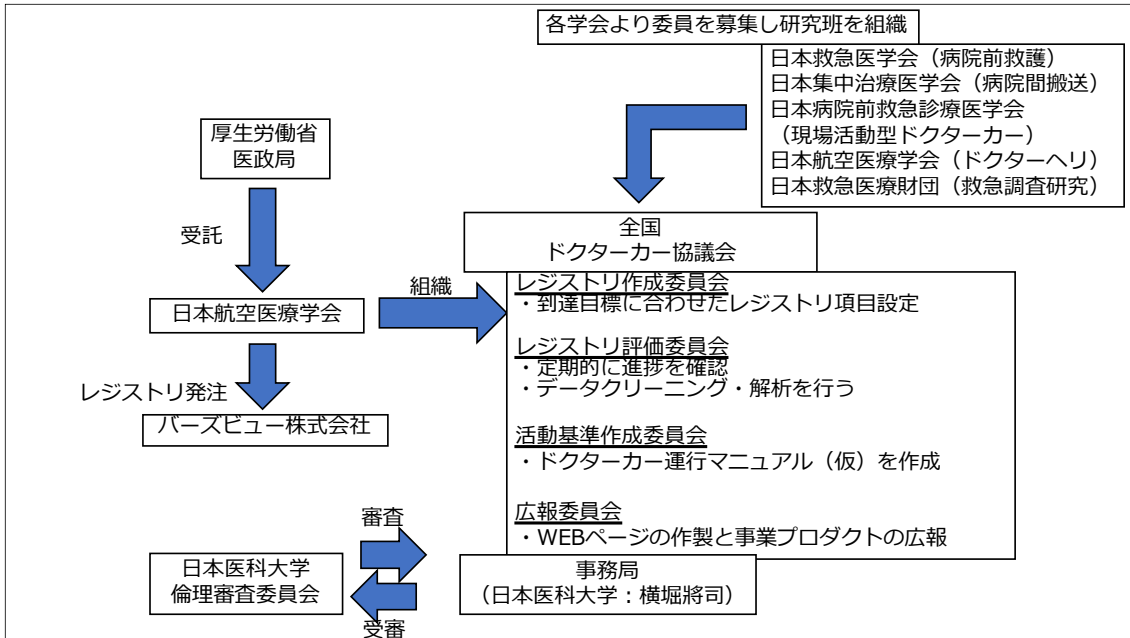 各学会より委員を募集し研究班を組織
日本救急医学会（病院前救護）
日本集中治療医学会（病院間搬送）
日本病院前救急診療医学会
（現場活動型ドクターカー）
日本航空医療学会（ドクターヘリ）
日本救急医療財団（救急調査研究）
厚生労働省
医政局
受託
全国
ドクターカー協議会
組織
日本航空医療学会
レジストリ作成委員会
・到達目標に合わせたレジストリ項目設定
レジストリ評価委員会
・定期的に進捗を確認
・データクリーニング・解析を行う
レジストリ発注
バーズビュー株式会社
活動基準作成委員会
・ドクターカー運行マニュアル（仮）を作成
広報委員会
・WEBページの作製と事業プロダクトの広報
審査
日本医科大学
倫理審査委員会
受審
事務局
（日本医科大学：横堀將司）